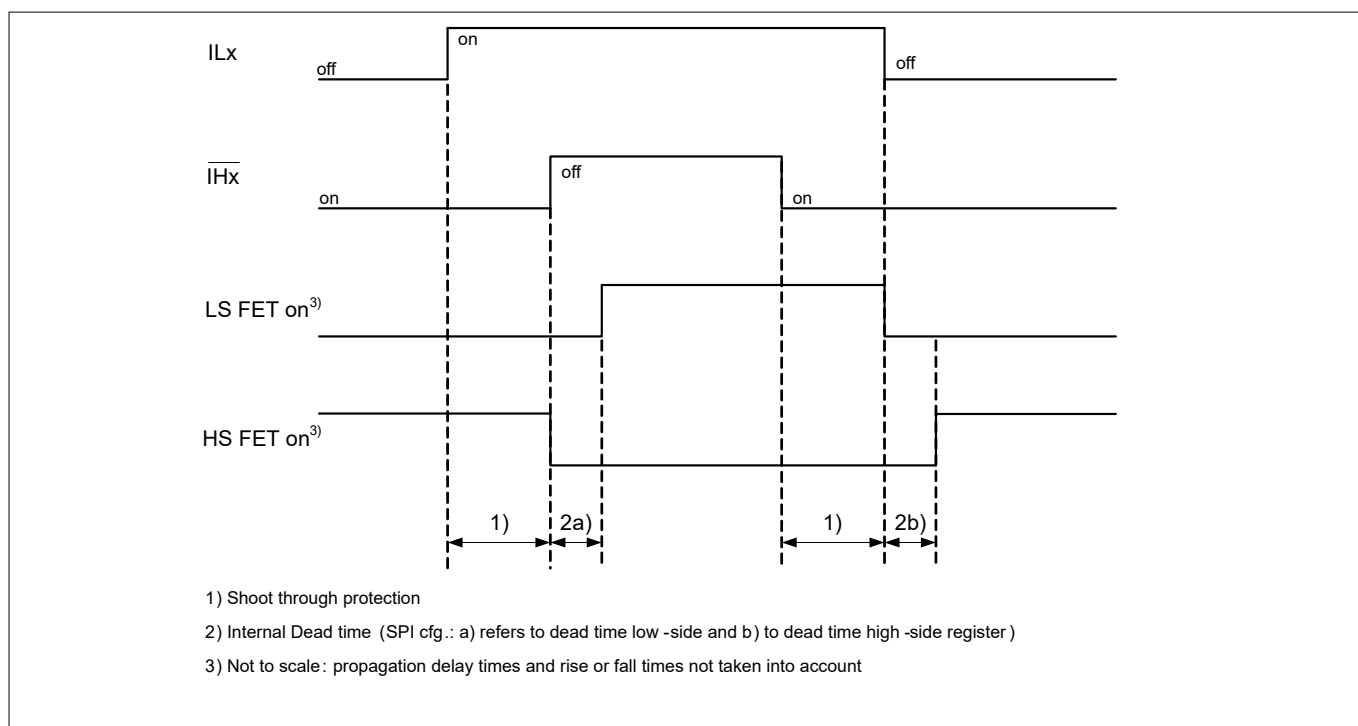 ILx
off
on
off
IHx
on
off
on
LS FET on3)
HS FET on3)
1)
2a)
1)
2b)
1) Shoot through protection
2) Internal Dead time (SPI cfg.: a) refers to dead time low -side and b) to dead time high -side register)
3) Not to scale: propagation delay times and rise or fall times not taken into account